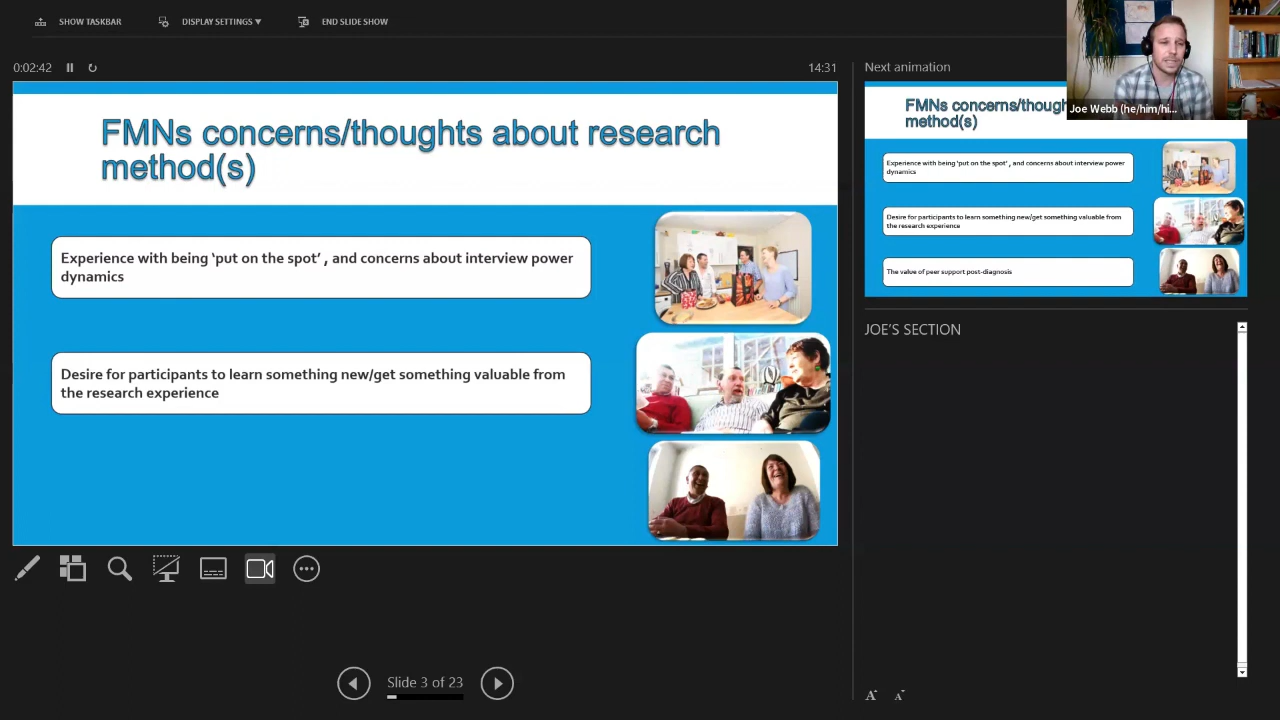 SHOW TASKBAR
DISPLAY SETTINGS ▼
END SLIDE SHOW
0:02:42
14:31
Next animation
Joe Webb (he/him/hi...
FMNs concerns/thoughts about research
method(s)
Experience with being ‘put on the spot’ , and concerns about interview power
dynamics
Desire for participants to learn something new/get something valuable from
the research experience
FMNs concerns/though
method(s)
Experience with being ‘put on the spot’ , and concerns about interview power
dynamics
Desire for participants to learn something new/get something valuable from
the research experience
The value of peer support post-diagnosis
JOE’S SECTION
Slide 3 of 23
A
A